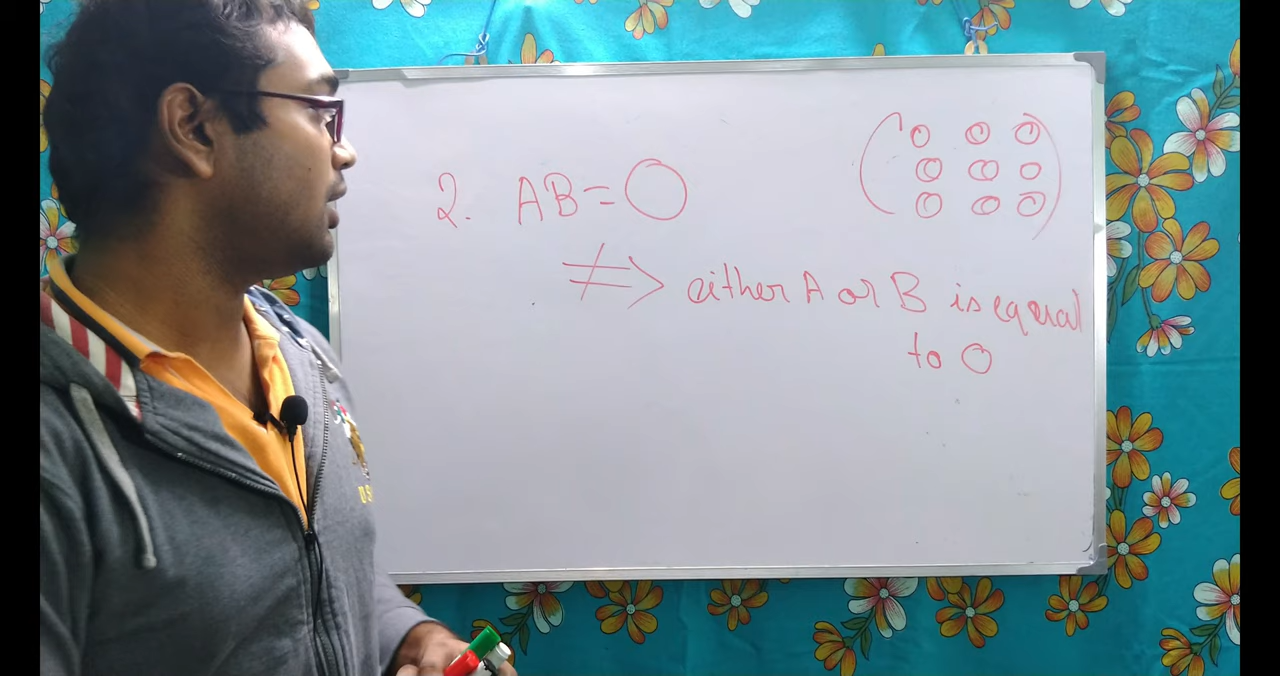 2. AB = O
0 0 0
0 0 0
0 0 0
≠> either A or B is equal
to O